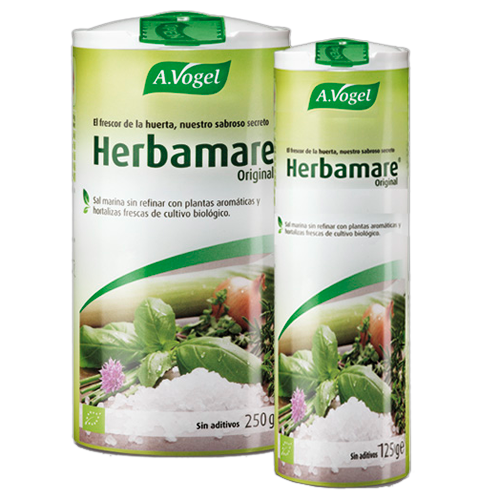 A.Vogel
El frescor de la huerta, nuestro sabroso secreto
Herbamare
Original
Sal marina sin refinar con plantas aromáticas y
hortalizas frescas de cultivo biológico.
Sin aditivos 250g
A.Vogel
El frescor de la huerta, nuestro sabroso secreto
Herbamare®
Original
Sal marina sin refinar con plantas aromáticas y
hortalizas frescas de cultivo biológico.
Sin aditivos 125g℮